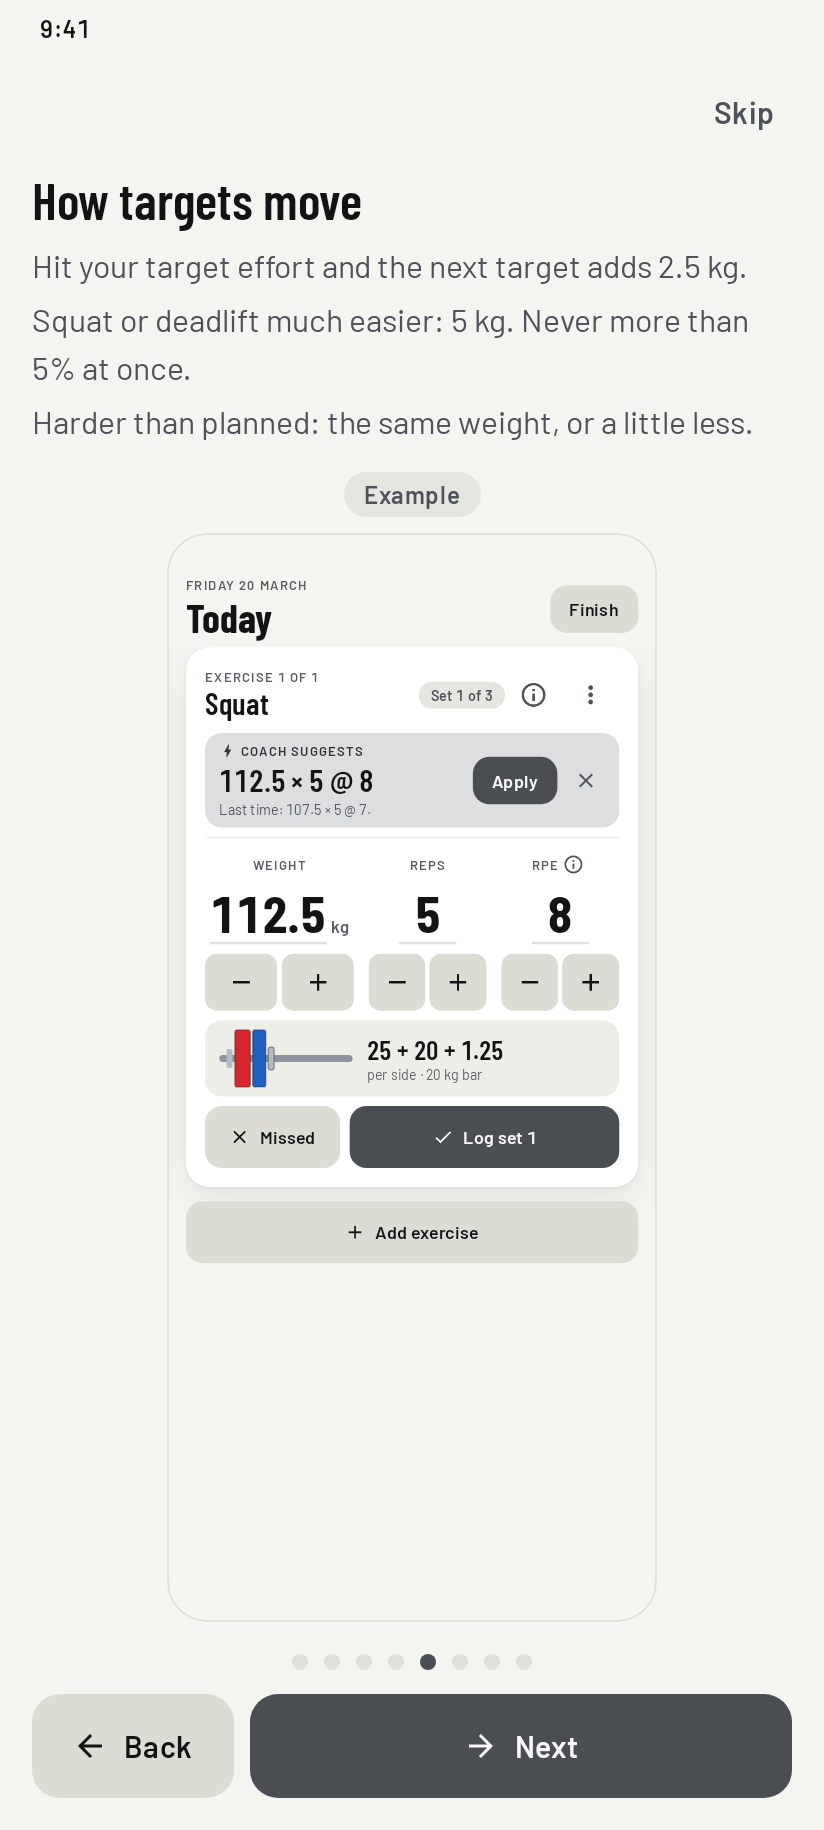 9:41
Skip
How targets move
Hit your target effort and the next target adds 2.5 kg.
Squat or deadlift much easier: 5 kg. Never more than
5% at once.
Harder than planned: the same weight, or a little less.
Example
FRIDAY 20 MARCH
Today
Finish
EXERCISE 1 OF 1
Squat
Set 1 of 3
COACH SUGGESTS
112.5 × 5 @ 8
Last time: 107.5 × 5 @ 7.
Apply
WEIGHT
REPS
RPE
112.5 kg
5
8
25 + 20 + 1.25
per side · 20 kg bar
Missed
Log set 1
Add exercise
Back
Next